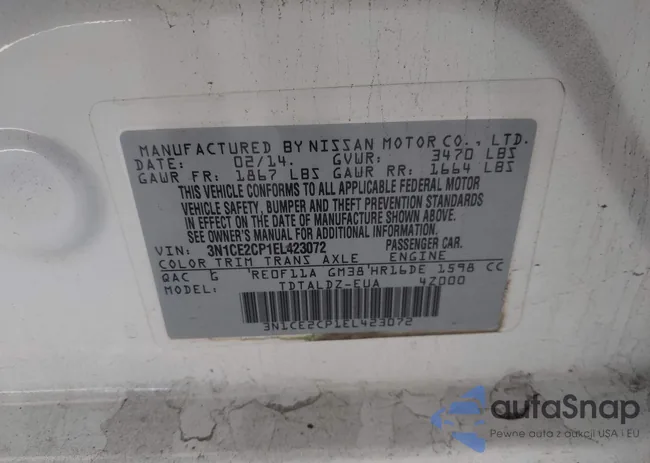 MANUFACTURED BY NISSAN MOTOR CO., LTD.
DATE: 02/14. GVWR: 3470 LBS
GAWR FR: 1867 LBS GAWR RR: 1664 LBS
THIS VEHICLE CONFORMS TO ALL APPLICABLE FEDERAL MOTOR
VEHICLE SAFETY, BUMPER AND THEFT PREVENTION STANDARDS
IN EFFECT ON THE DATE OF MANUFACTURE SHOWN ABOVE.
SEE OWNER'S MANUAL FOR ADDITIONAL INFORMATION.
VIN: 3N1CE2CP1EL423072 PASSENGER CAR.
COLOR TRIM TRANS AXLE ENGINE
QAC G RE0F11A GM38 HR16DE 1598 CC
TDTALDZ-EUA 4Z000
3N1CE2CP1EL423072
autaSnap
Pewne auta z aukcji USA i EU